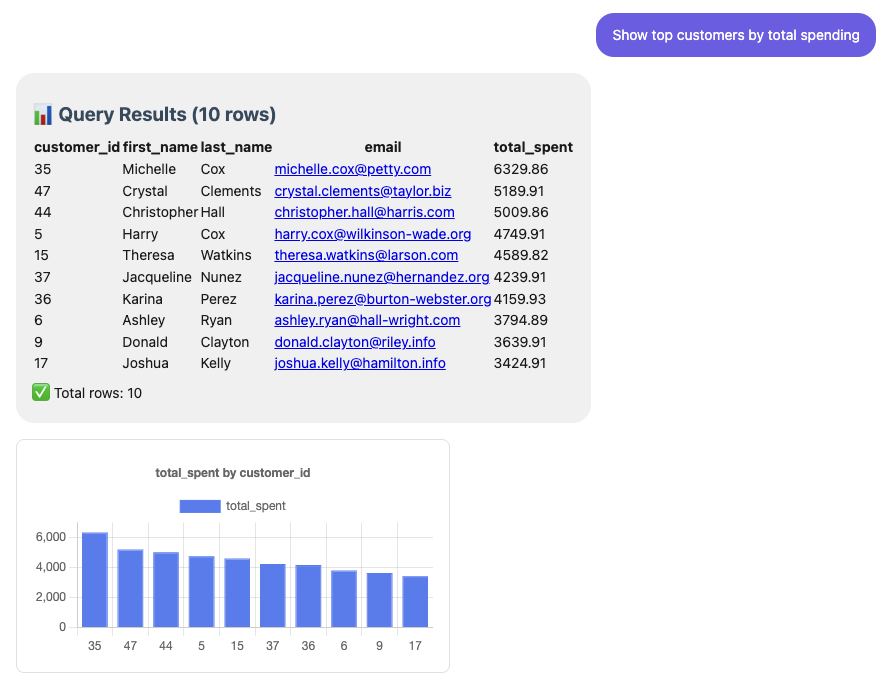 Show top customers by total spending
📊 Query Results (10 rows)
customer_id first_name last_name email total_spent
35 Michelle Cox michelle.cox@petty.com 6329.86
47 Crystal Clements crystal.clements@taylor.biz 5189.91
44 Christopher Hall christopher.hall@harris.com 5009.86
5 Harry Cox harry.cox@wilkinson-wade.org 4749.91
15 Theresa Watkins theresa.watkins@larson.com 4589.82
37 Jacqueline Nunez jacqueline.nunez@hernandez.org 4239.91
36 Karina Perez karina.perez@burton-webster.org 4159.93
6 Ashley Ryan ashley.ryan@hall-wright.com 3794.89
9 Donald Clayton donald.clayton@riley.info 3639.91
17 Joshua Kelly joshua.kelly@hamilton.info 3424.91
✅ Total rows: 10
total_spent by customer_id
total_spent
6,000
4,000
2,000
0
35 47 44 5 15 37 36 6 9 17